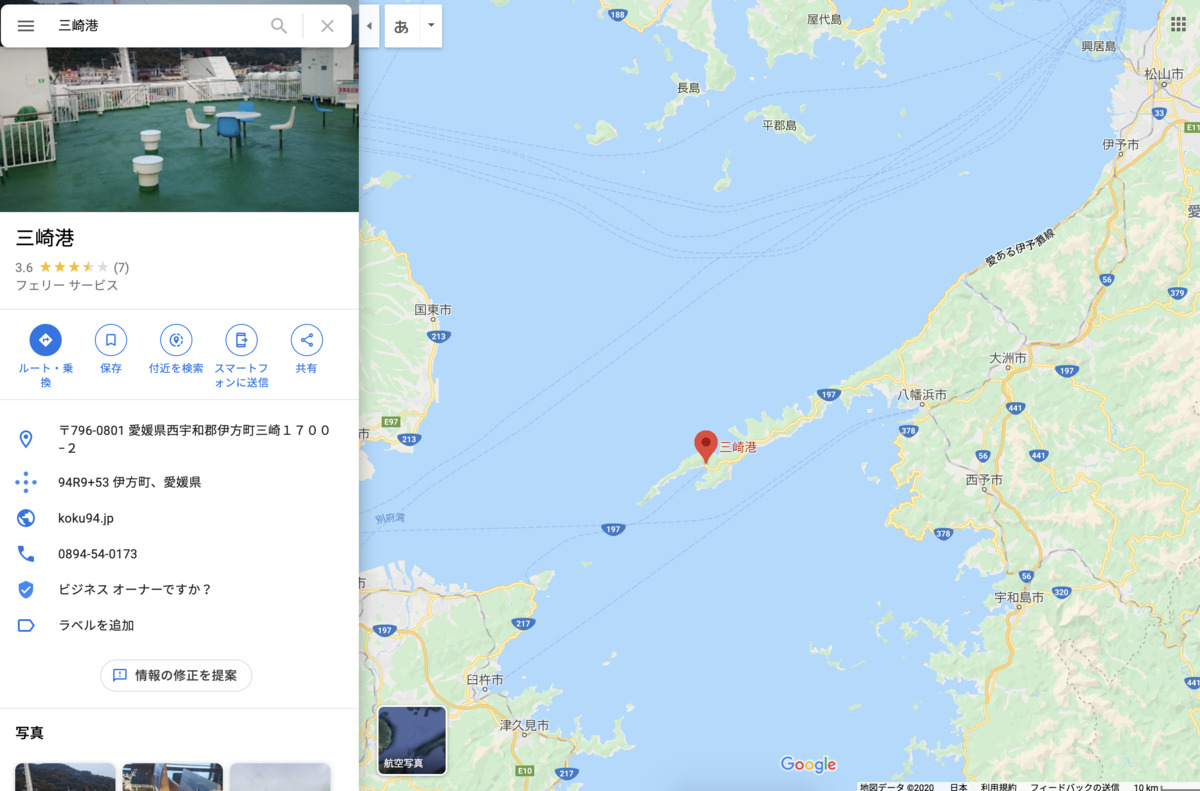 三崎港
三崎港
3.6 (7)
フェリー サービス
ルート・乗
換
保存
付近を検索
スマートフ
ォンに送信
共有
〒796-0801 愛媛県西宇和郡伊方町三崎１７００
−２
94R9+53 伊方町、愛媛県
koku94.jp
0894-54-0173
ビジネス オーナーですか？
ラベルを追加
情報の修正を提案
写真
あ
188
屋代島
興居島
松山市
長島
33
平郡島
E11
伊予市
愛
愛ある伊予灘線
56
379
国東市
213
大洲市
197
197
八幡浜市
441
E97
378
市
213
三崎港
56
441
西予市
別府湾
197
378
市
56
宇和島市
320
217
197
臼杵市
441
津久見市
航空写真
E10
217
Google
地図データ ©2020 日本 利用規約 フィードバックの送信 10 km